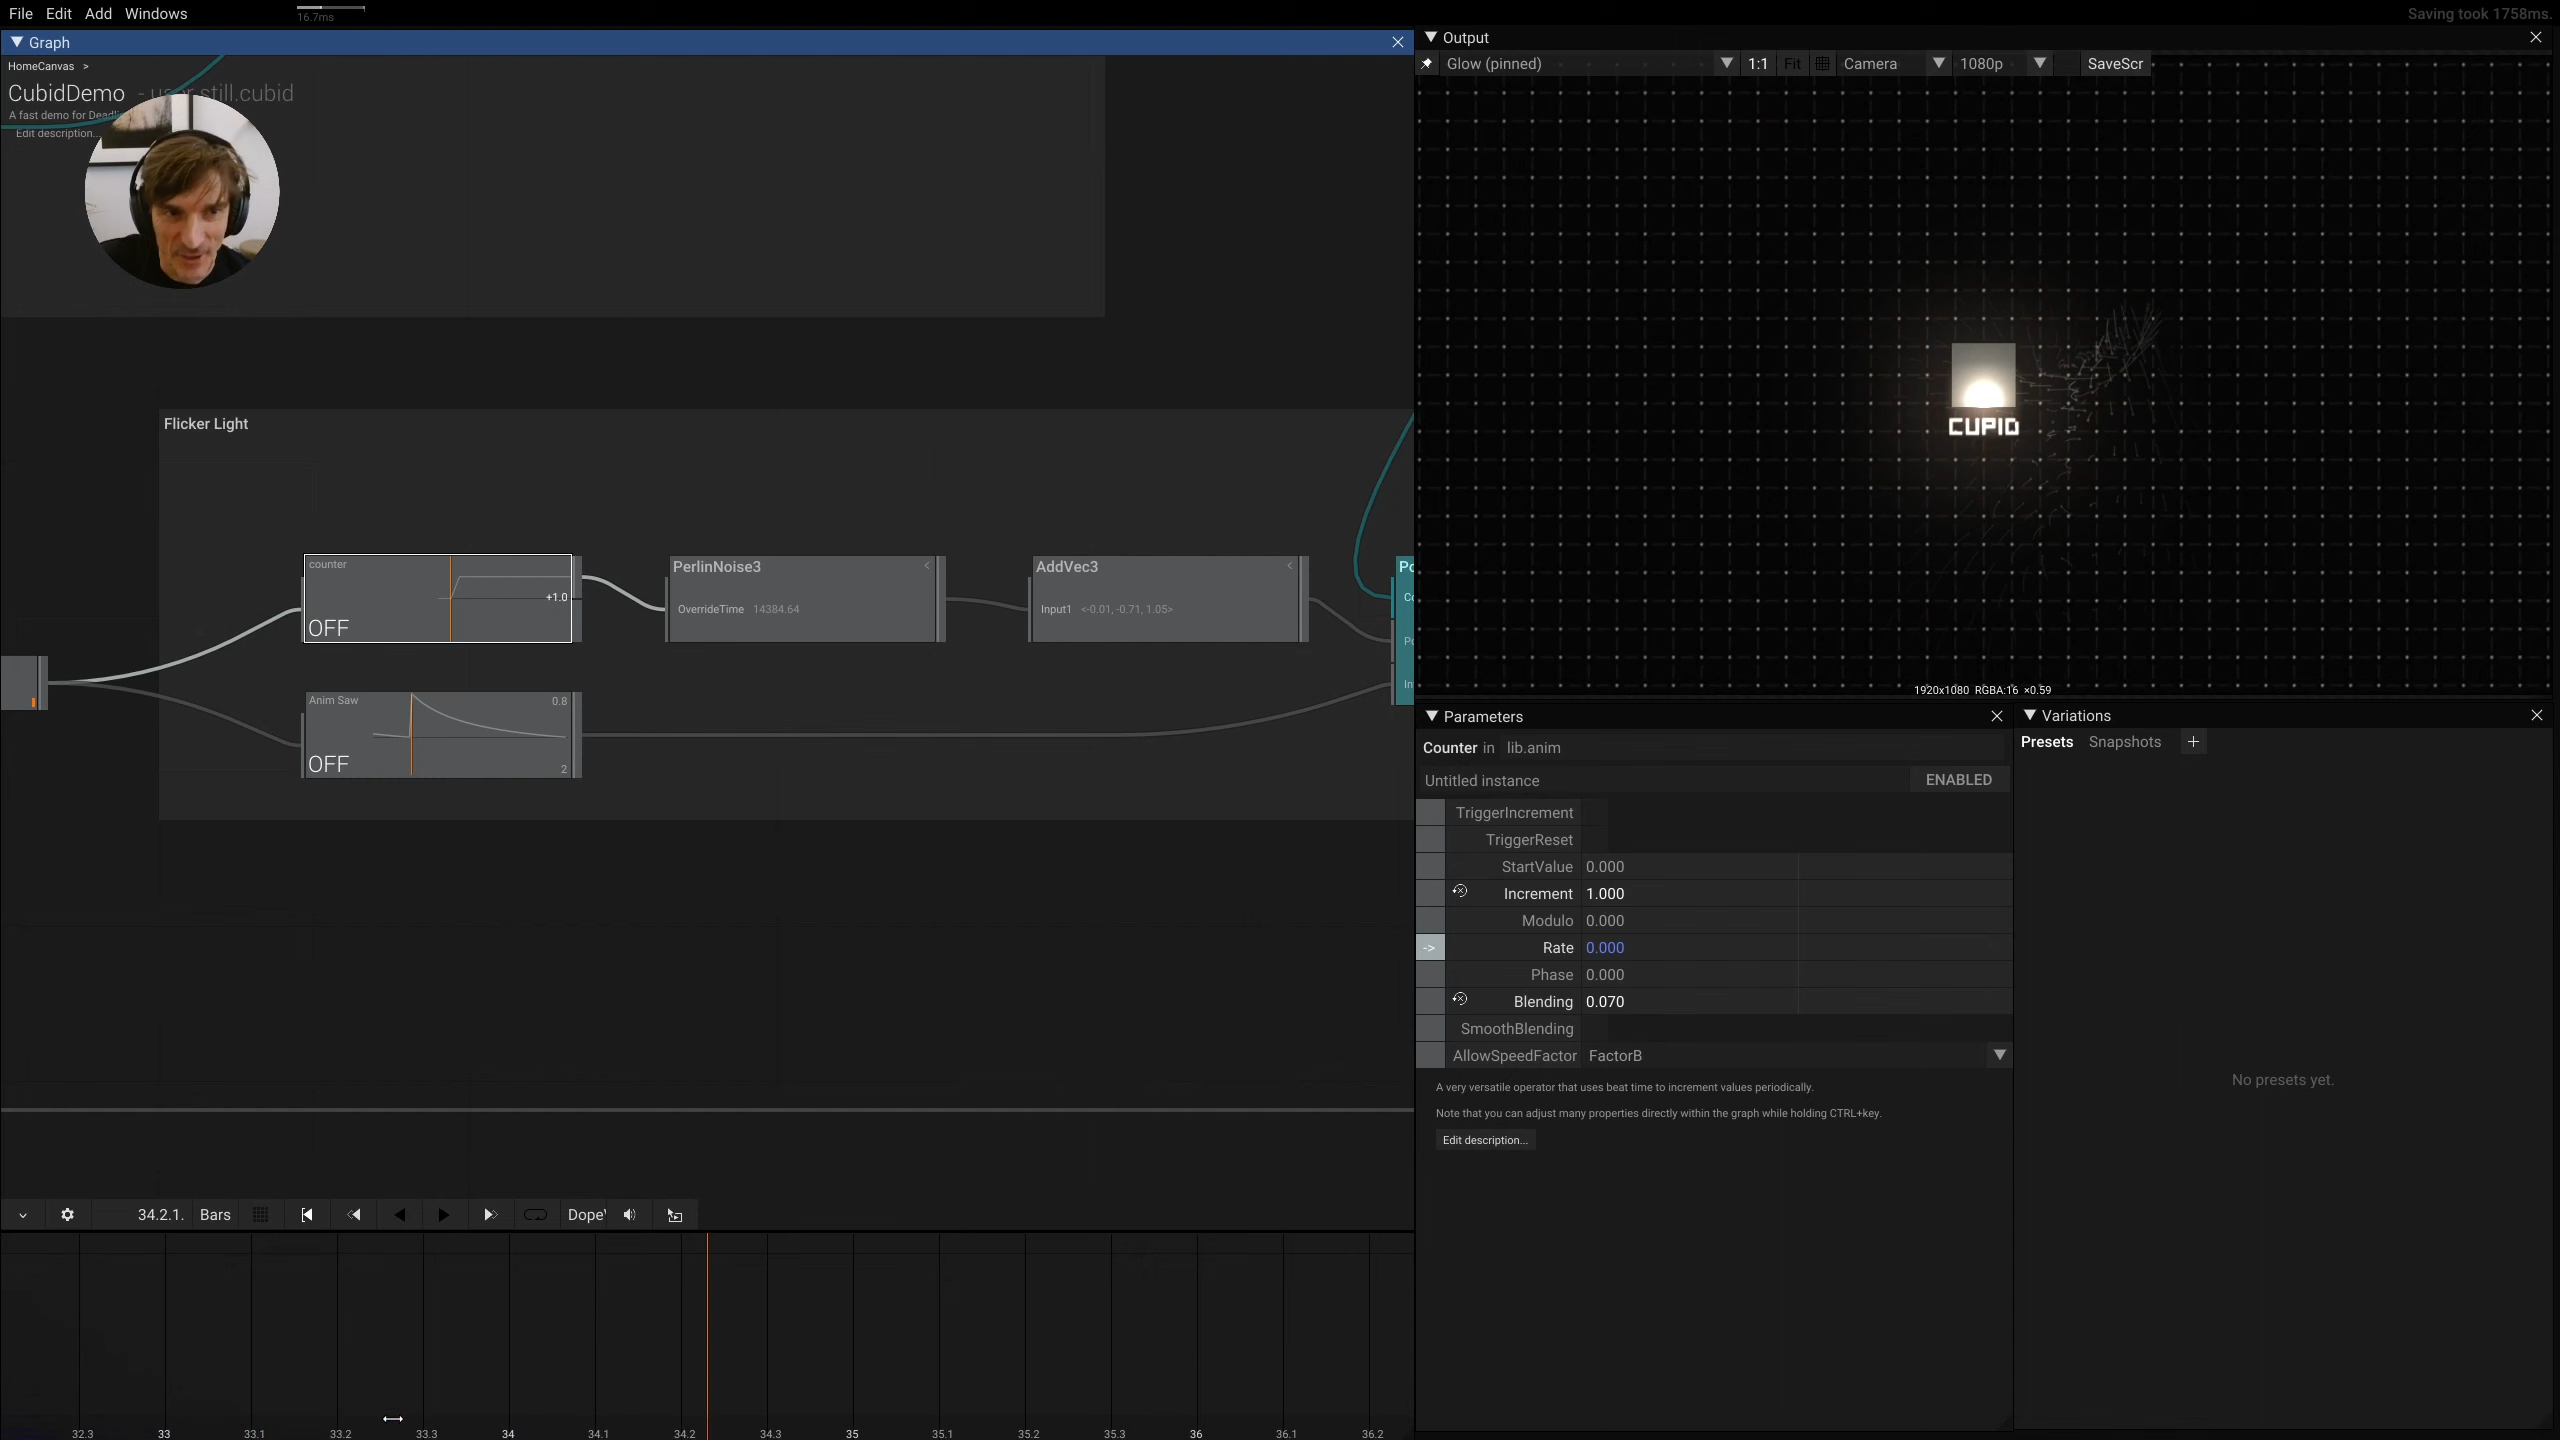 File Edit Add Windows
16.7ms
Saving took 1758ms.
Graph
HomeCanvas >
CubidDemo - user.still.cubid
A fast demo for
Edit description...
Flicker Light
counter
+1.0
OFF
PerlinNoise3 <
OverrideTime 14384.64
AddVec3 <
Input1 <-0.01, -0.71, 1.05>
Anim Saw 0.8
OFF 2
34.2.1. Bars
32.3 33 33.1 33.2 33.3 34 34.1 34.2 34.3 35 35.1 35.2 35.3 36 36.1 36.2
Output
Glow (pinned) 1:1 Fit Camera 1080p SaveScr
CUPID
1920x1080 RGBA:16 ×0.59
Parameters
Counter in lib.anim
Untitled instance ENABLED
TriggerIncrement
TriggerReset
StartValue 0.000
Increment 1.000
Modulo 0.000
-> Rate 0.000
Phase 0.000
Blending 0.070
SmoothBlending
AllowSpeedFactor FactorB
A very versatile operator that uses beat time to increment values periodically.
Note that you can adjust many properties directly within the graph while holding CTRL+key.
Edit description...
Variations
Presets Snapshots +
No presets yet.